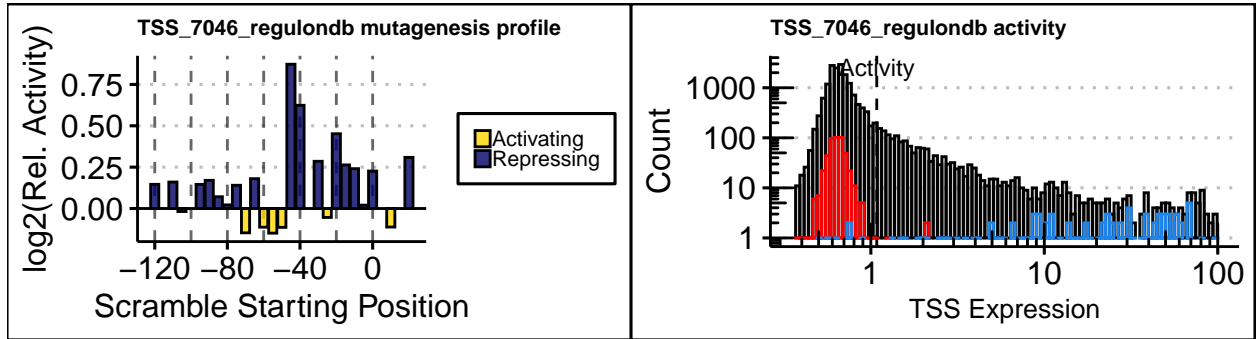 TSS_7046_regulondb mutagenesis profile
log2(Rel. Activity)
0.75
0.50
0.25
0.00
−120 −80 −40 0
Scramble Starting Position
Activating
Repressing
TSS_7046_regulondb activity
Activity
Count
1000
100
10
1
1 10 100
TSS Expression